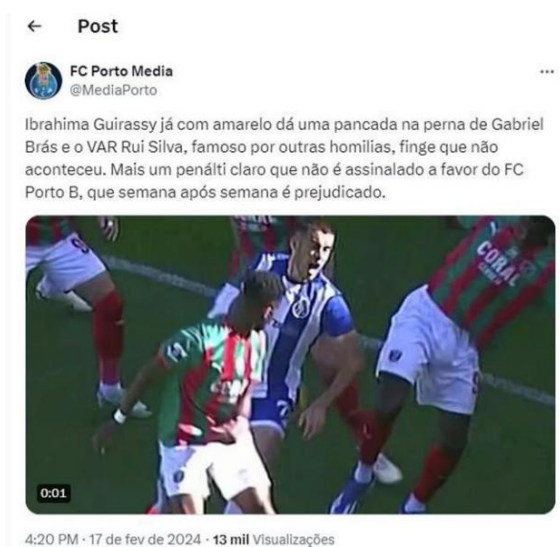 Post
FC Porto Media
@MediaPorto
Ibrahima Guirassy já com amarelo dá uma pancada na perna de Gabriel
Brás e o VAR Rui Silva, famoso por outras homilias, finge que não
aconteceu. Mais um penálti claro que não é assinalado a favor do FC
Porto B, que semana após semana é prejudicado.
CORAL
0:01
4:20 PM · 17 de fev de 2024 · 13 mil Visualizações